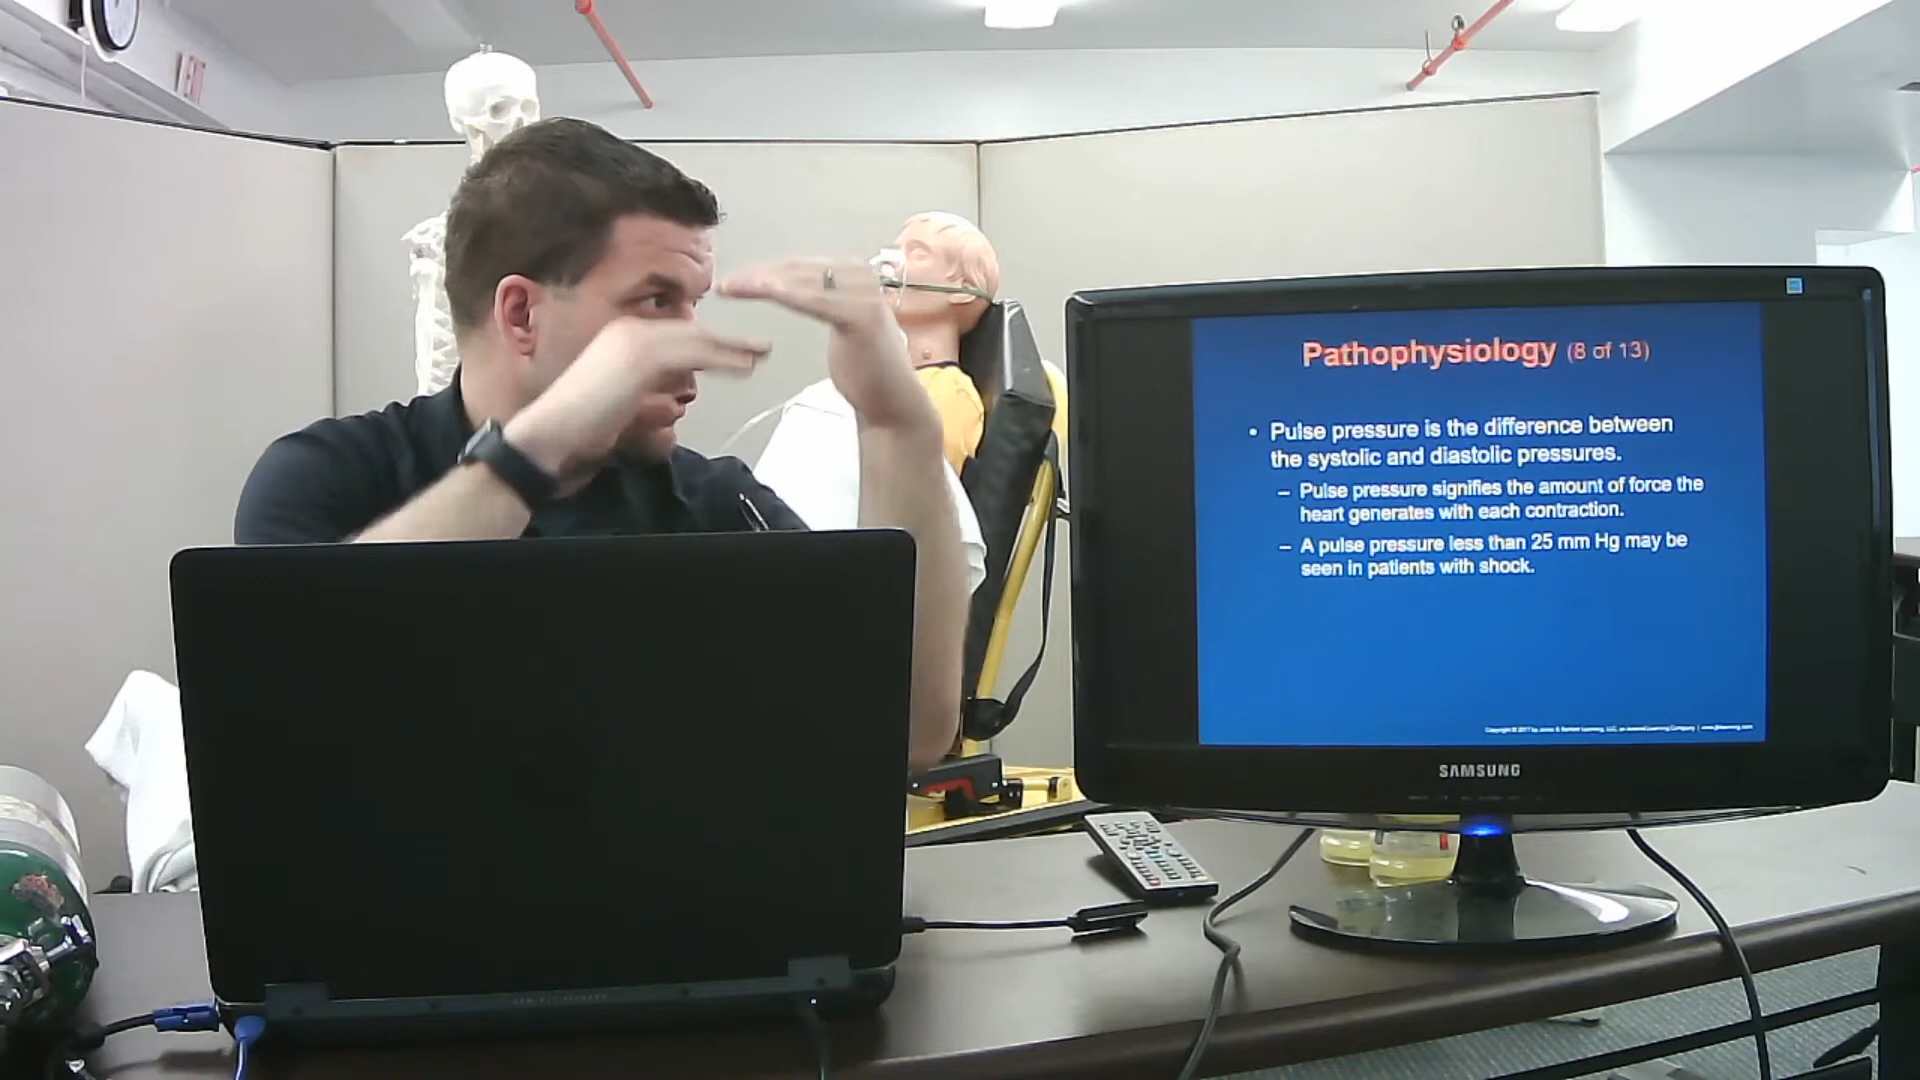 EXIT
Pathophysiology (8 of 13)
• Pulse pressure is the difference between
the systolic and diastolic pressures.
– Pulse pressure signifies the amount of force the
heart generates with each contraction.
– A pulse pressure less than 25 mm Hg may be
seen in patients with shock.
SAMSUNG